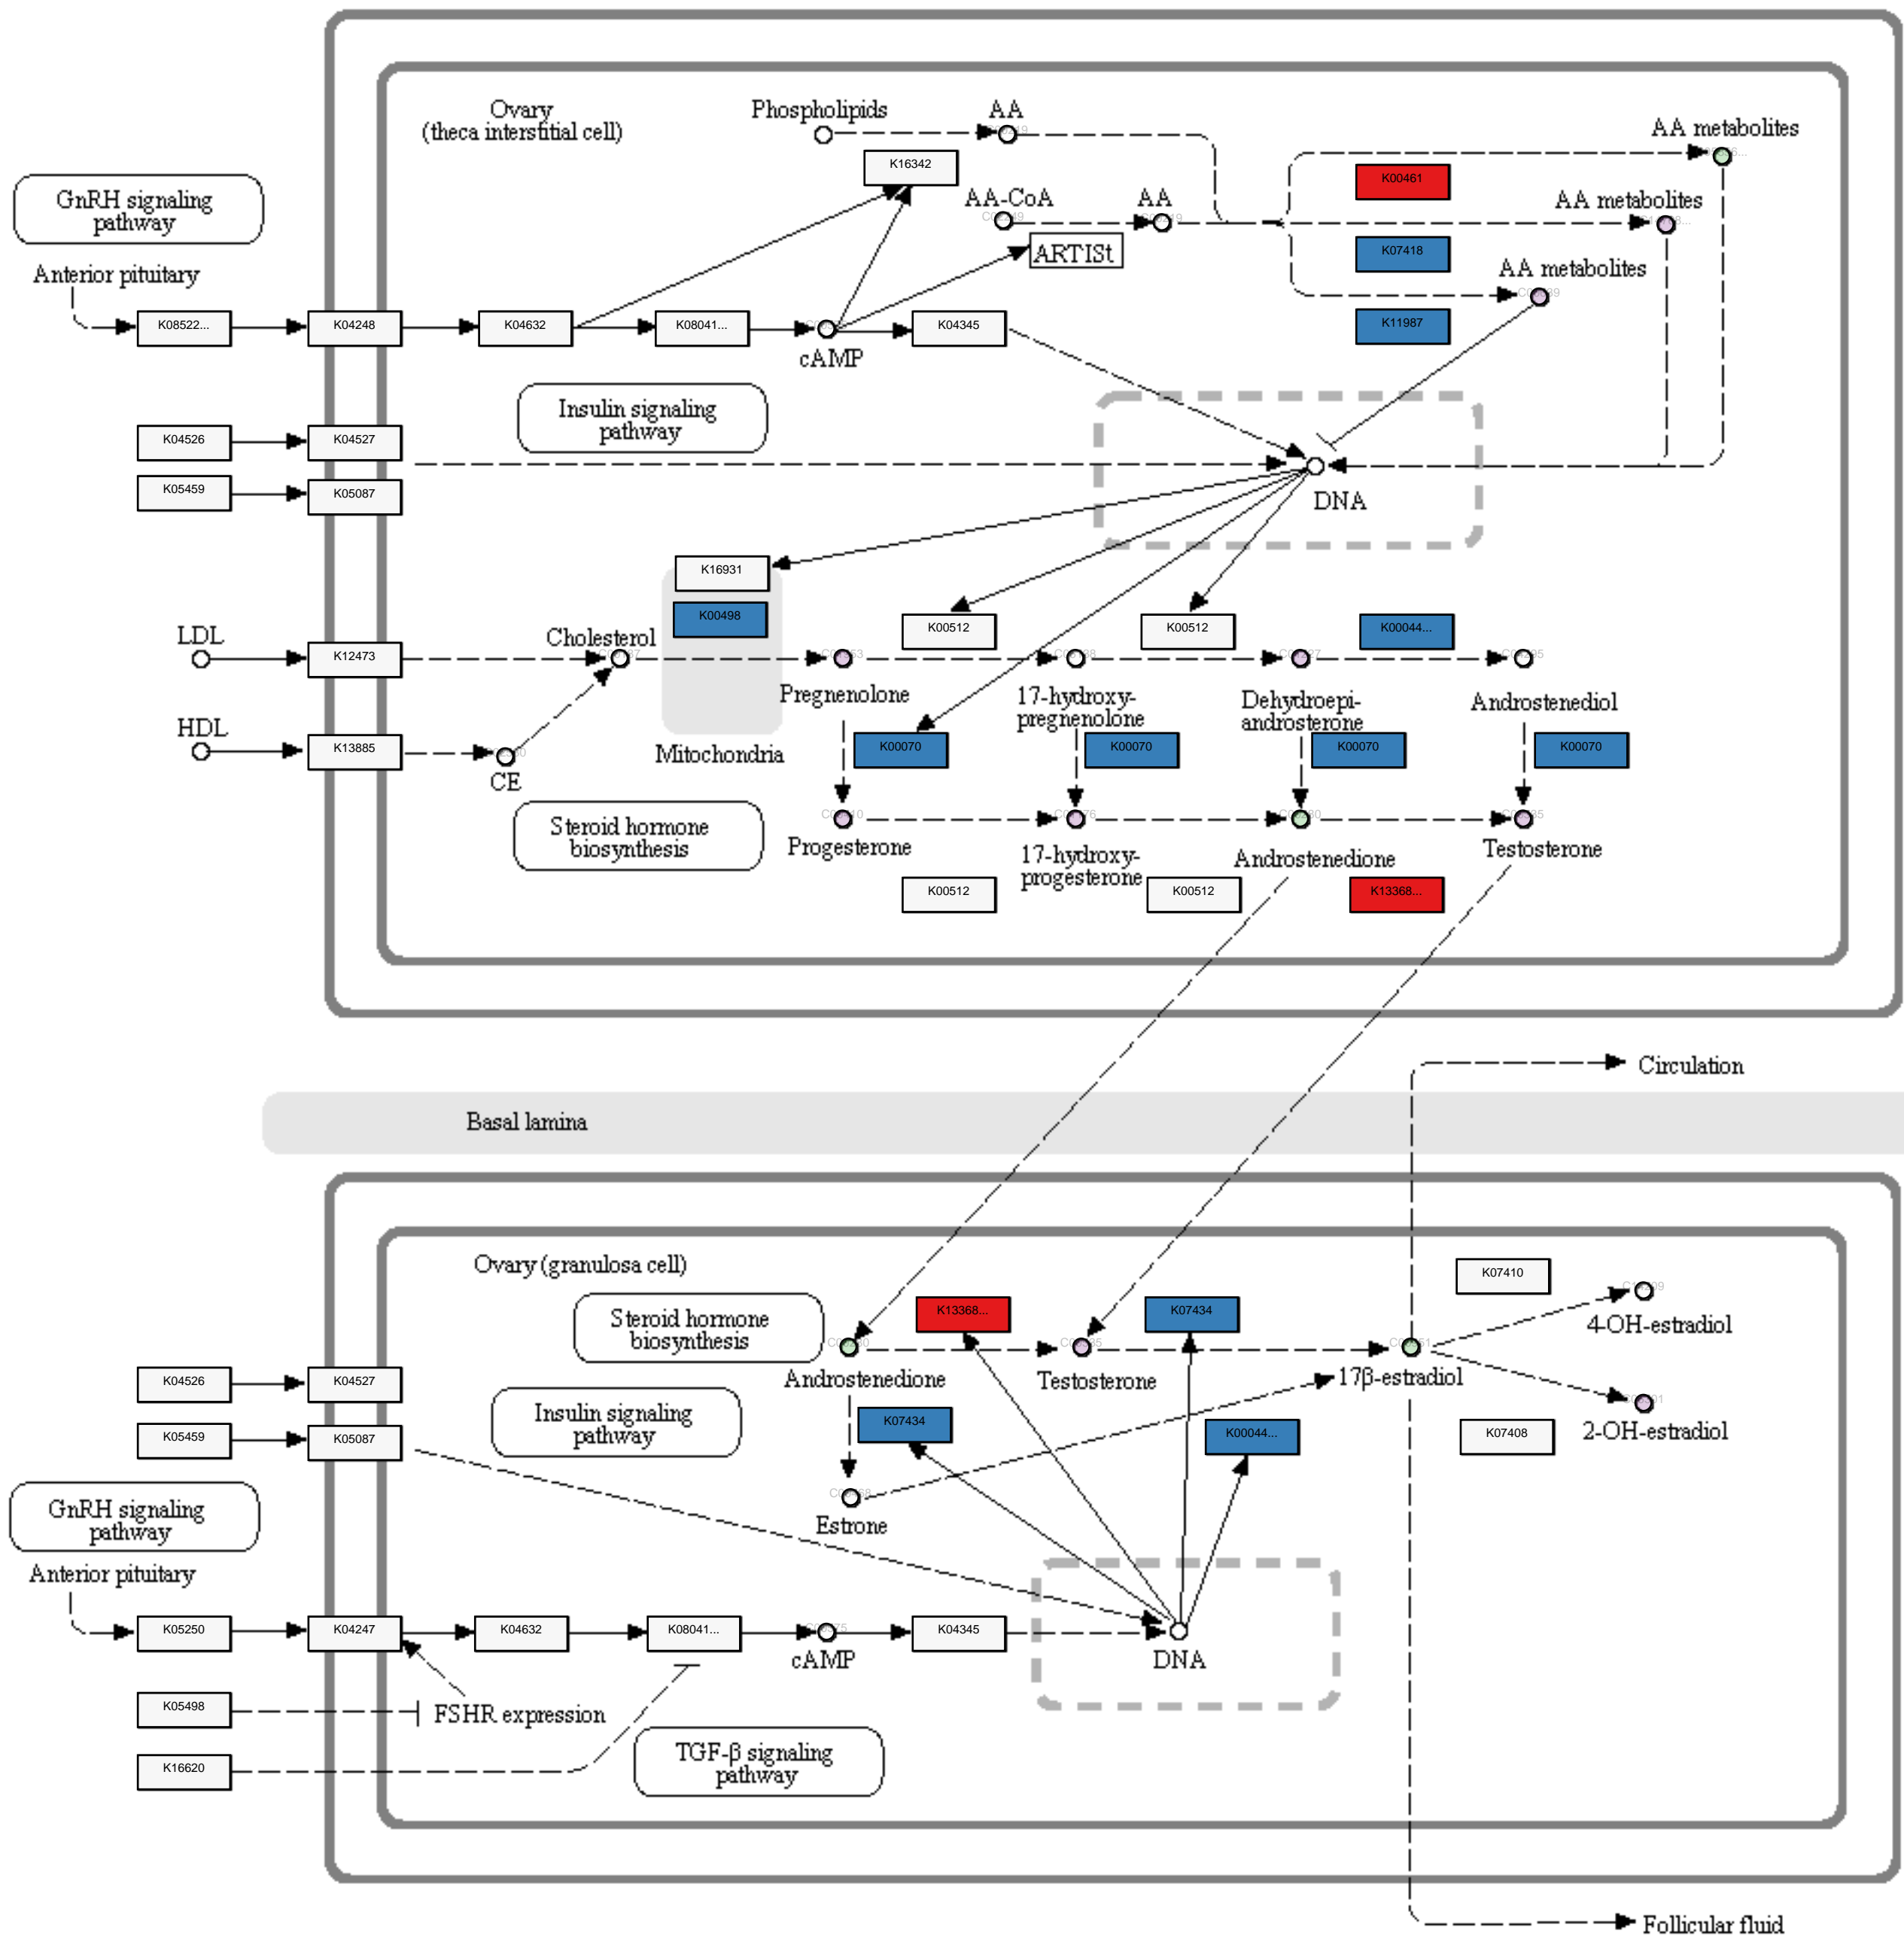 Ovary
(theca interstitial cell)
Phospholipids
AA
AA metabolites
K16342
K00461
GnRH signaling
pathway
AA-CoA
AA
AA metabolites
ARTISt
K07418
Anterior pituitary
AA metabolites
K08522...
K04248
K04632
K08041...
K04345
K11987
cAMP
Insulin signaling
pathway
K04526
K04527
K05459
K05087
DNA
K16931
K00498
K00512
K00512
K00044...
LDL
Cholesterol
K12473
Pregnenolone
17-hydroxy-
pregnenolone
Dehydroepi-
androsterone
Androstenediol
HDL
K13885
CE
Mitochondria
K00070
K00070
K00070
K00070
Steroid hormone
biosynthesis
Progesterone
17-hydroxy-
progesterone
Androstenedione
Testosterone
K00512
K00512
K13368...
Circulation
Basal lamina
Ovary (granulosa cell)
K07410
Steroid hormone
biosynthesis
K13368...
K07434
4-OH-estradiol
Androstenedione
Testosterone
17β-estradiol
K04526
K04527
Insulin signaling
pathway
K07434
K00044...
K07408
2-OH-estradiol
K05459
K05087
GnRH signaling
pathway
Estrone
Anterior pituitary
K05250
K04247
K04632
K08041...
K04345
cAMP
DNA
K05498
FSHR expression
TGF-β signaling
pathway
K16620
Follicular fluid